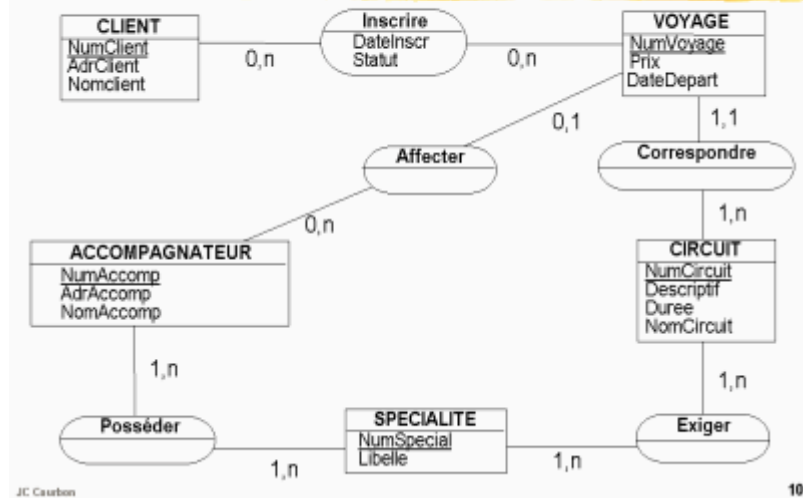 CLIENT
NumClient
AdrClient
Nomclient
0,n
Inscrire
DateInscr
Statut
0,n
VOYAGE
NumVoyage
Prix
DateDepart
0,1
1,1
Affecter
Correspondre
0,n
1,n
ACCOMPAGNATEUR
NumAccomp
AdrAccomp
NomAccomp
CIRCUIT
NumCircuit
Descriptif
Duree
NomCircuit
1,n
1,n
Posséder
SPECIALITE
NumSpecial
Libelle
Exiger
1,n
1,n
JC Courbon
10